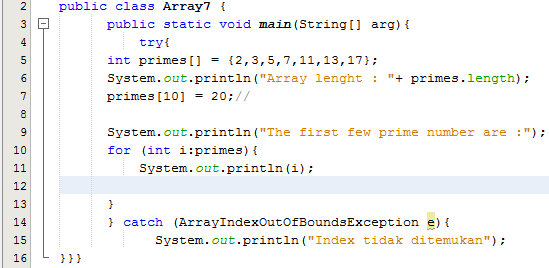 2 public class Array7 {
3 public static void main(String[] arg){
4 try{
5 int primes[] = {2,3,5,7,11,13,17};
6 System.out.println("Array lenght : "+ primes.length);
7 primes[10] = 20;//
8
9 System.out.println("The first few prime number are :");
10 for (int i:primes){
11 System.out.println(i);
12
13 }
14 } catch (ArrayIndexOutOfBoundsException e){
15 System.out.println("Index tidak ditemukan");
16 }}}